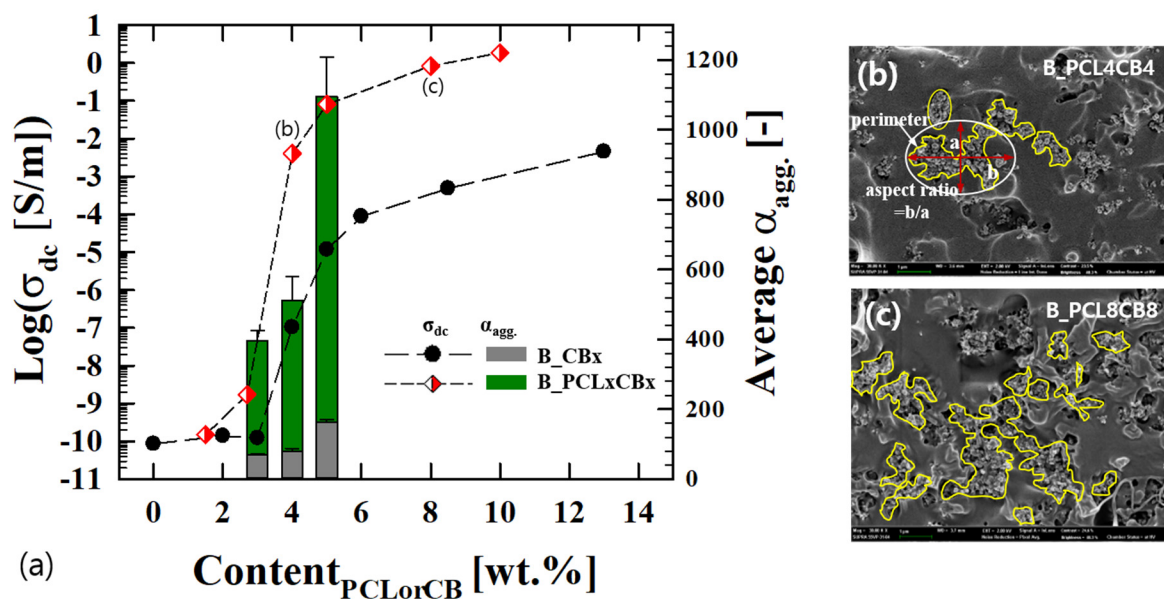 Log(σdc [S/m])
1
0
-1
-2
-3
-4
-5
-6
-7
-8
-9
-10
-11
(b)
(c)
σdc αagg.
B_CBx
B_PCLxCBx
0 2 4 6 8 10 12 14
ContentPCLorCB [wt.%]
1200
1000
800
600
400
200
0
Average αagg. [-]
(a)
(b) B_PCL4CB4
perimeter
a
b
aspect ratio
=b/a
(c) B_PCL8CB8